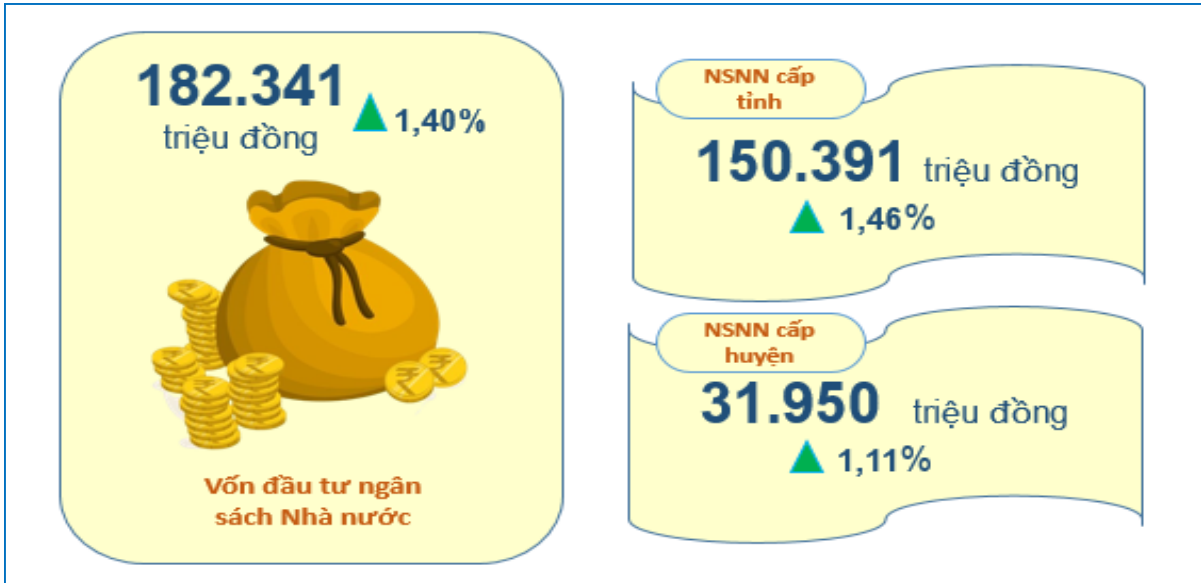 182.341
triệu đồng
1,40%
Vốn đầu tư ngân
sách Nhà nước
NSNN cấp
tỉnh
150.391 triệu đồng
1,46%
NSNN cấp
huyện
31.950 triệu đồng
1,11%